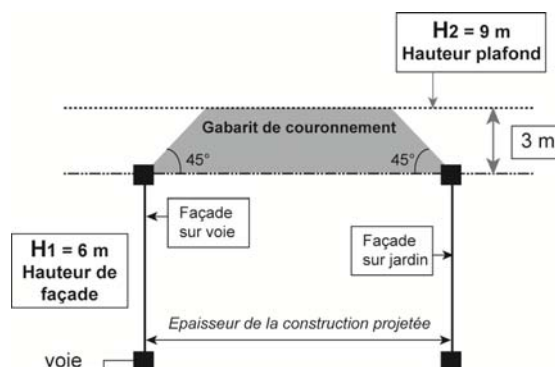 H2 = 9 m
Hauteur plafond
Gabarit de couronnement
3 m
45°
45°
Façade
sur voie
H1 = 6 m
Hauteur de
façade
Façade
sur jardin
Epaisseur de la construction projetée
voie